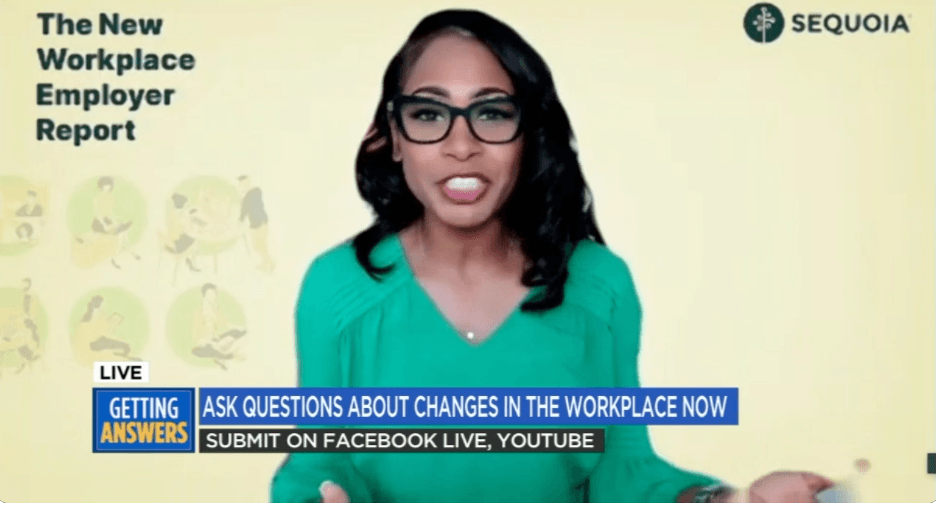 The New
Workplace
Employer
Report
SEQUOIA
LIVE
GETTING
ANSWERS
ASK QUESTIONS ABOUT CHANGES IN THE WORKPLACE NOW
SUBMIT ON FACEBOOK LIVE, YOUTUBE